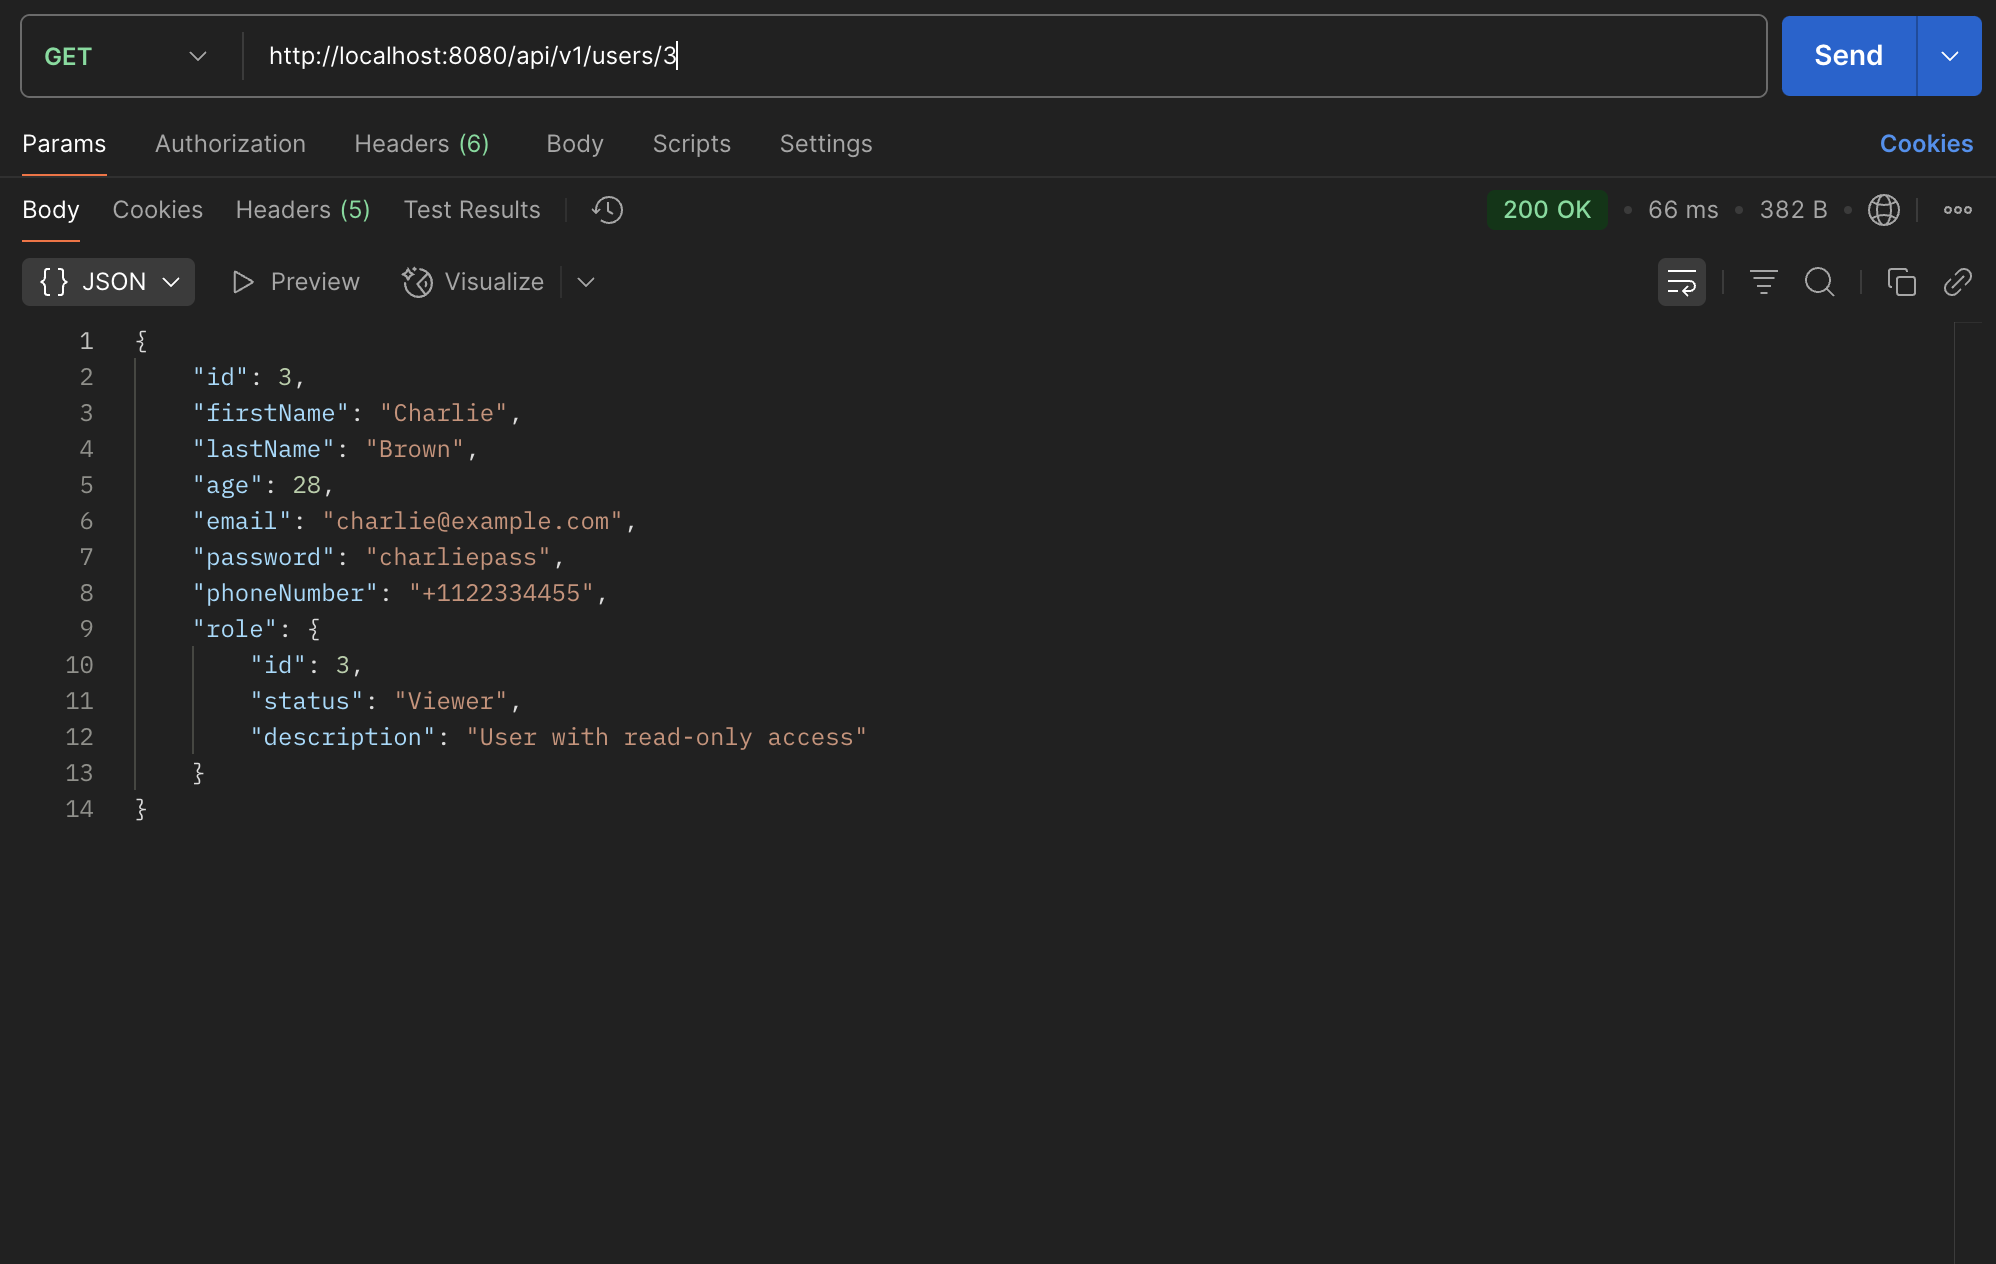 GET http://localhost:8080/api/v1/users/3 Send
Params Authorization Headers (6) Body Scripts Settings Cookies
Body Cookies Headers (5) Test Results 200 OK • 66 ms • 382 B •
{ } JSON Preview Visualize
1 {
2 "id": 3,
3 "firstName": "Charlie",
4 "lastName": "Brown",
5 "age": 28,
6 "email": "charlie@example.com",
7 "password": "charliepass",
8 "phoneNumber": "+1122334455",
9 "role": {
10 "id": 3,
11 "status": "Viewer",
12 "description": "User with read-only access"
13 }
14 }